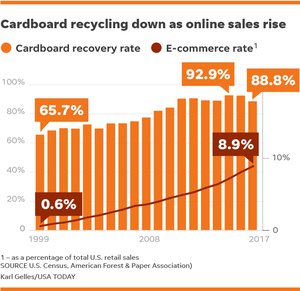 Cardboard recycling down as online sales rise
Cardboard recovery rate
E-commerce rate1
100%
80%
60%
40%
20%
0
65.7%
92.9%
88.8%
0.6%
8.9%
10%
0
1999
2008
2017
1 – as a percentage of total U.S. retail sales
SOURCE U.S. Census, American Forest & Paper Association)
Karl Gelles/USA TODAY